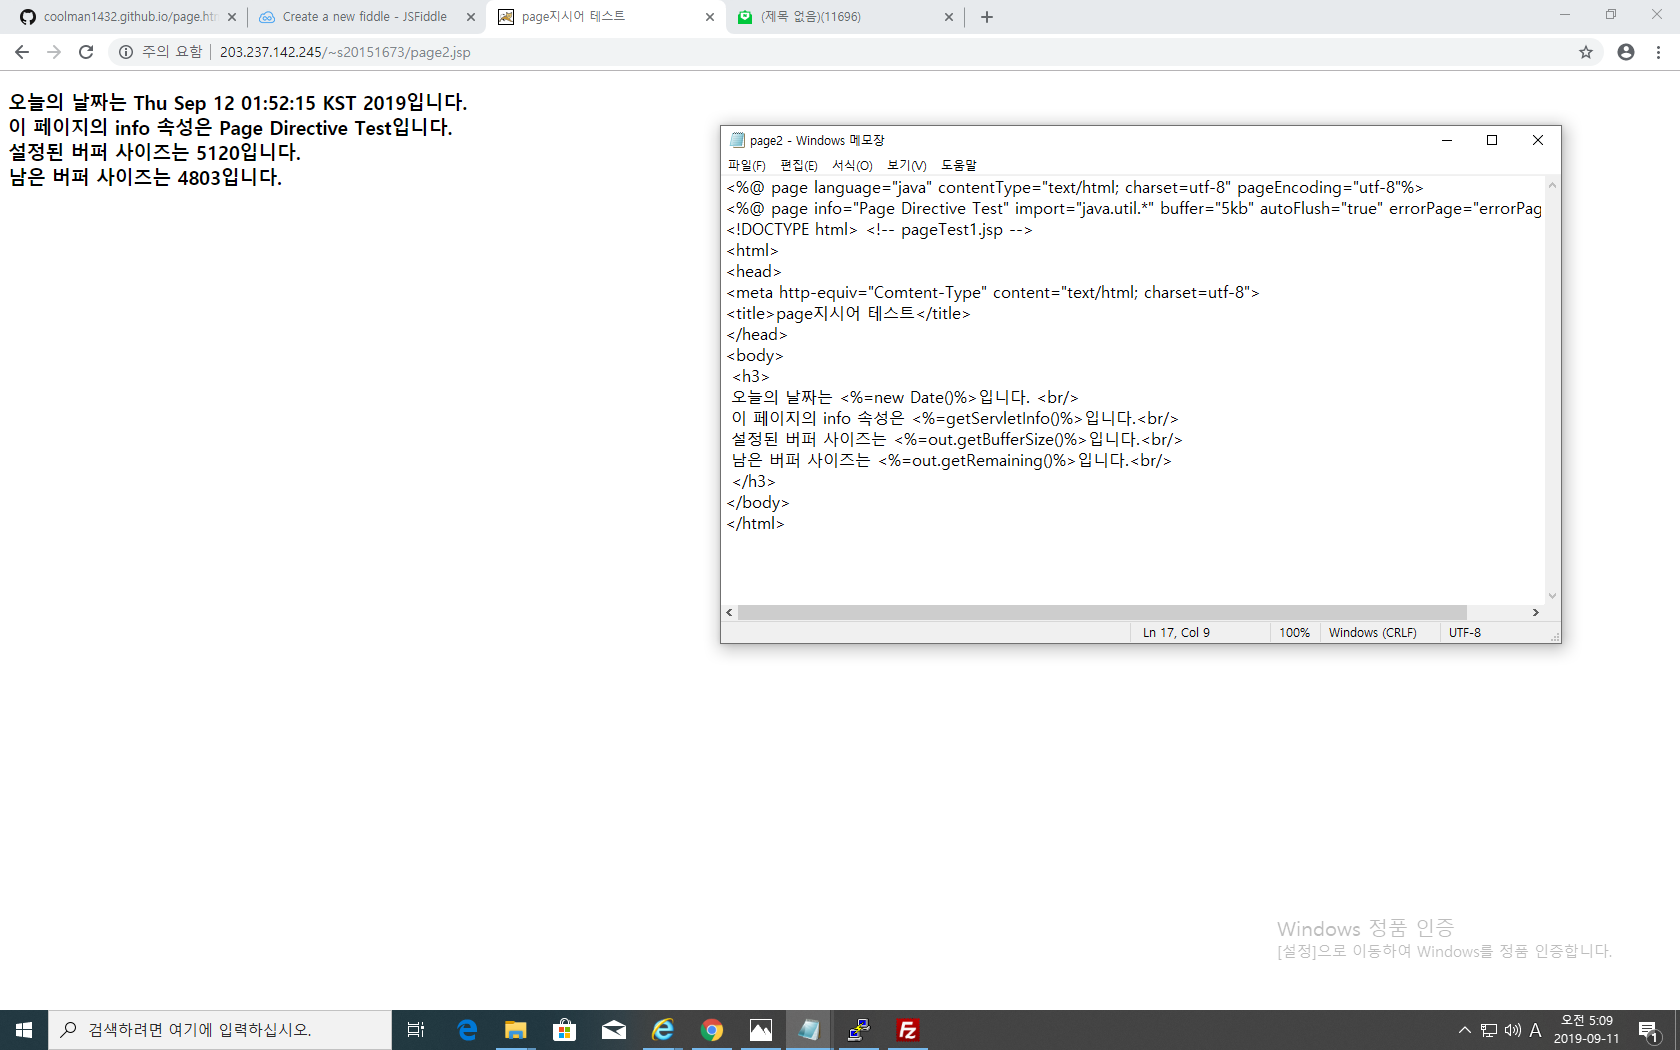 coolman1432.github.io/page.htm
Create a new fiddle - JSFiddle
page지시어 테스트
(제목 없음)(11696)
주의 요함
203.237.142.245/~s20151673/page2.jsp
오늘의 날짜는 Thu Sep 12 01:52:15 KST 2019입니다.
이 페이지의 info 속성은 Page Directive Test입니다.
설정된 버퍼 사이즈는 5120입니다.
남은 버퍼 사이즈는 4803입니다.
page2 - Windows 메모장
파일(F) 편집(E) 서식(O) 보기(V) 도움말
<%@ page language="java" contentType="text/html; charset=utf-8" pageEncoding="utf-8"%>
<%@ page info="Page Directive Test" import="java.util.*" buffer="5kb" autoFlush="true" errorPage="errorPag
<!DOCTYPE html> <!-- pageTest1.jsp -->
<html>
<head>
<meta http-equiv="Comtent-Type" content="text/html; charset=utf-8">
<title>page지시어 테스트</title>
</head>
<body>
<h3>
오늘의 날짜는 <%=new Date()%>입니다. <br/>
이 페이지의 info 속성은 <%=getServletInfo()%>입니다.<br/>
설정된 버퍼 사이즈는 <%=out.getBufferSize()%>입니다.<br/>
남은 버퍼 사이즈는 <%=out.getRemaining()%>입니다.<br/>
</h3>
</body>
</html>
Ln 17, Col 9
100%
Windows (CRLF)
UTF-8
Windows 정품 인증
[설정]으로 이동하여 Windows를 정품 인증합니다.
검색하려면 여기에 입력하십시오.
A
오전 5:09
2019-09-11
1